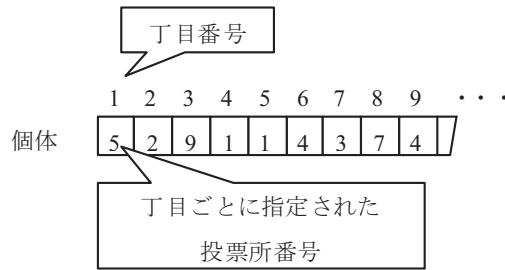 丁目番号
1 2 3 4 5 6 7 8 9 ・・・
個体 5 2 9 1 1 4 3 7 4
丁目ごとに指定された
投票所番号